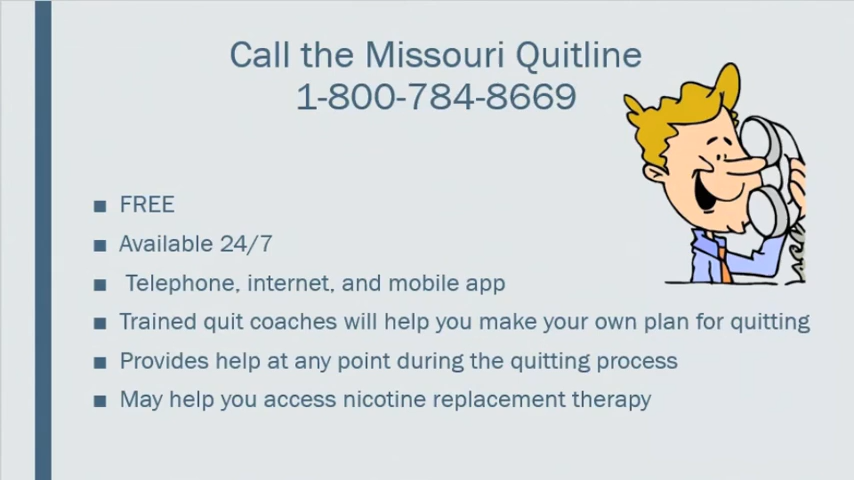 Call the Missouri Quitline
1-800-784-8669
■ FREE
■ Available 24/7
■ Telephone, internet, and mobile app
■ Trained quit coaches will help you make your own plan for quitting
■ Provides help at any point during the quitting process
■ May help you access nicotine replacement therapy